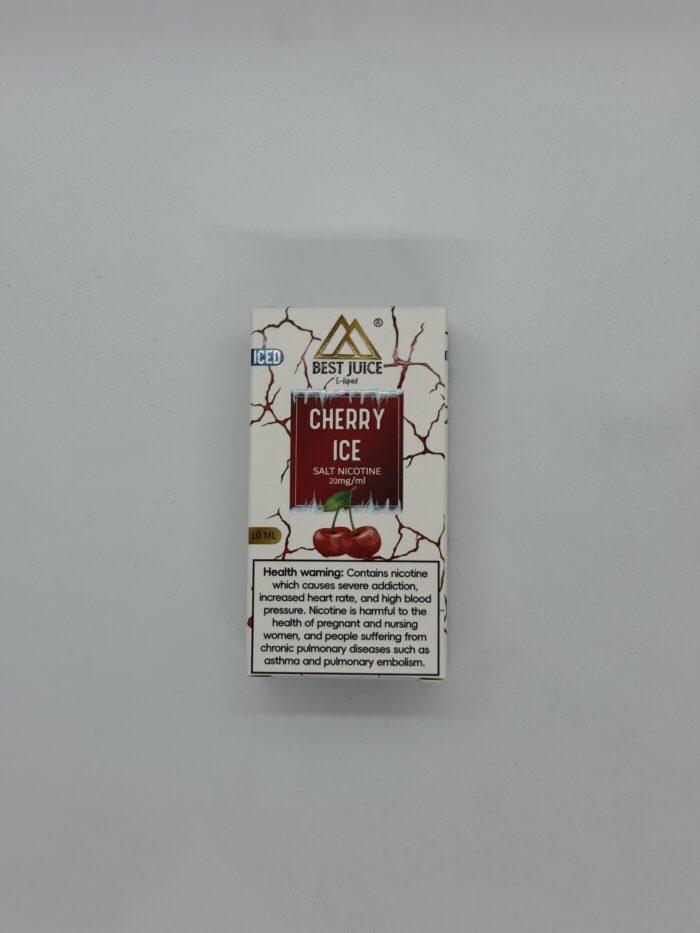 ICED
®
BEST JUICE
E-liquid
CHERRY
ICE
SALT NICOTINE
20mg/ml
10 ML
Health warning: Contains nicotine
which causes severe addiction,
increased heart rate, and high blood
pressure. Nicotine is harmful to the
health of pregnant and nursing
women, and people suffering from
chronic pulmonary diseases such as
asthma and pulmonary embolism.